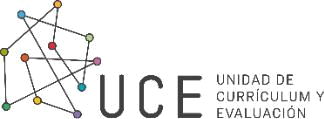 UCE
UNIDAD DE
CURRÍCULUM Y
EVALUACIÓN